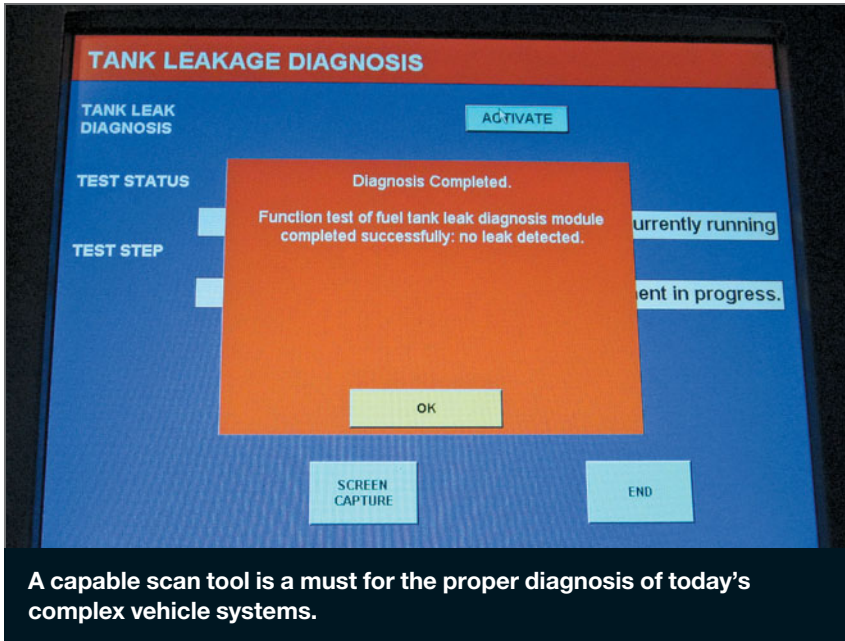 TANK LEAKAGE DIAGNOSIS
TANK LEAK
DIAGNOSIS
ACTIVATE
TEST STATUS
Diagnosis Completed.
Function test of fuel tank leak diagnosis module
completed successfully: no leak detected.
urrently running
TEST STEP
ent in progress.
OK
SCREEN
CAPTURE
END
A capable scan tool is a must for the proper diagnosis of today’s
complex vehicle systems.